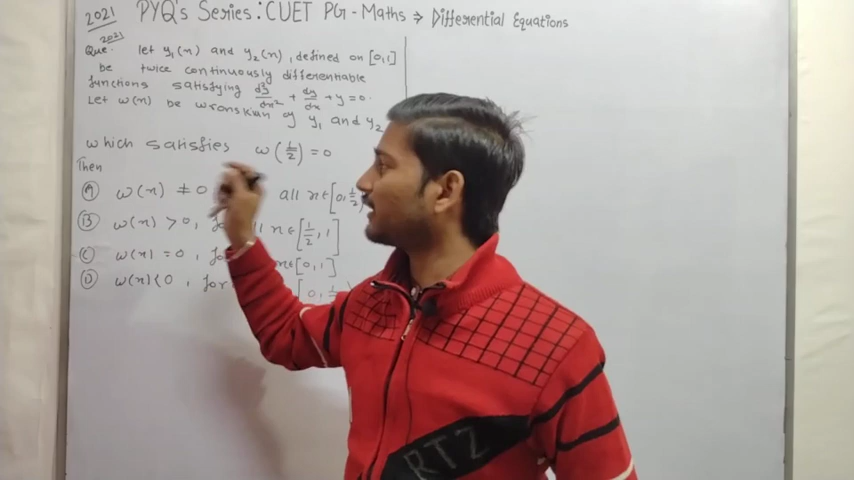 2021 PYQ's Series: CUET PG - Maths → Differential Equations
2021
Que. let y₁(x) and y₂(x), defined on [0,1]
be twice continuously differentiable
functions satisfying d²y/dx² + dy/dx + y = 0.
Let w(x) be wronskian of y₁ and y₂
which satisfies w(1/2) = 0
Then
(A) w(x) ≠ 0 all x ∈ [0, 1/2)
(B) w(x) > 0, x ∈ [1/2, 1]
(C) w(x) = 0, x ∈ [0,1]
(D) w(x) < 0, for [0, 1/2)
RTZ